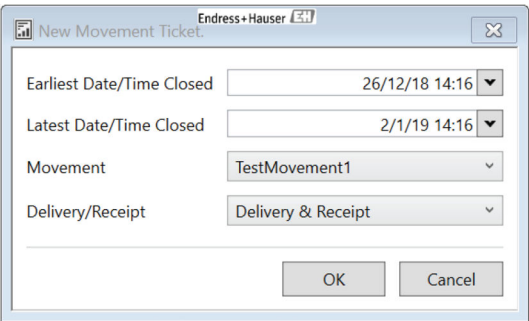 Endress+Hauser EH
New Movement Ticket.
Earliest Date/Time Closed 26/12/18 14:16
Latest Date/Time Closed 2/1/19 14:16
Movement TestMovement1
Delivery/Receipt Delivery & Receipt
OK Cancel